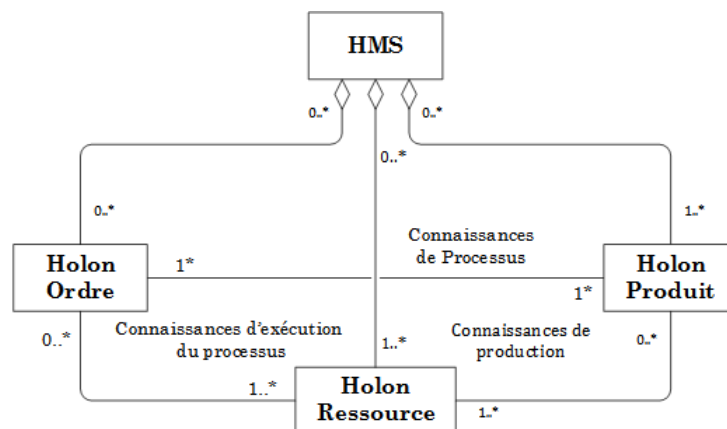 HMS
0..* 0..*
0..*
0..* 1..*
Connaissances
de Processus
Holon
Ordre
1*
Holon
Produit
1*
Connaissances d'exécution
du processus
Connaissances de
production
0..* 1..* 0..*
Holon
Ressource
1..* 1..*